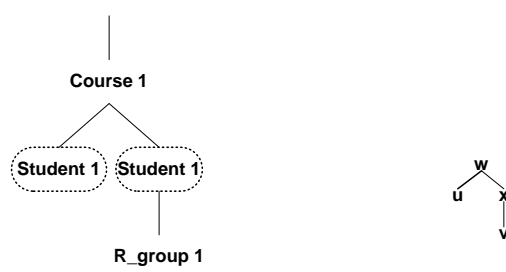 Course 1
Student 1 Student 1
R_group 1
w
u x
v